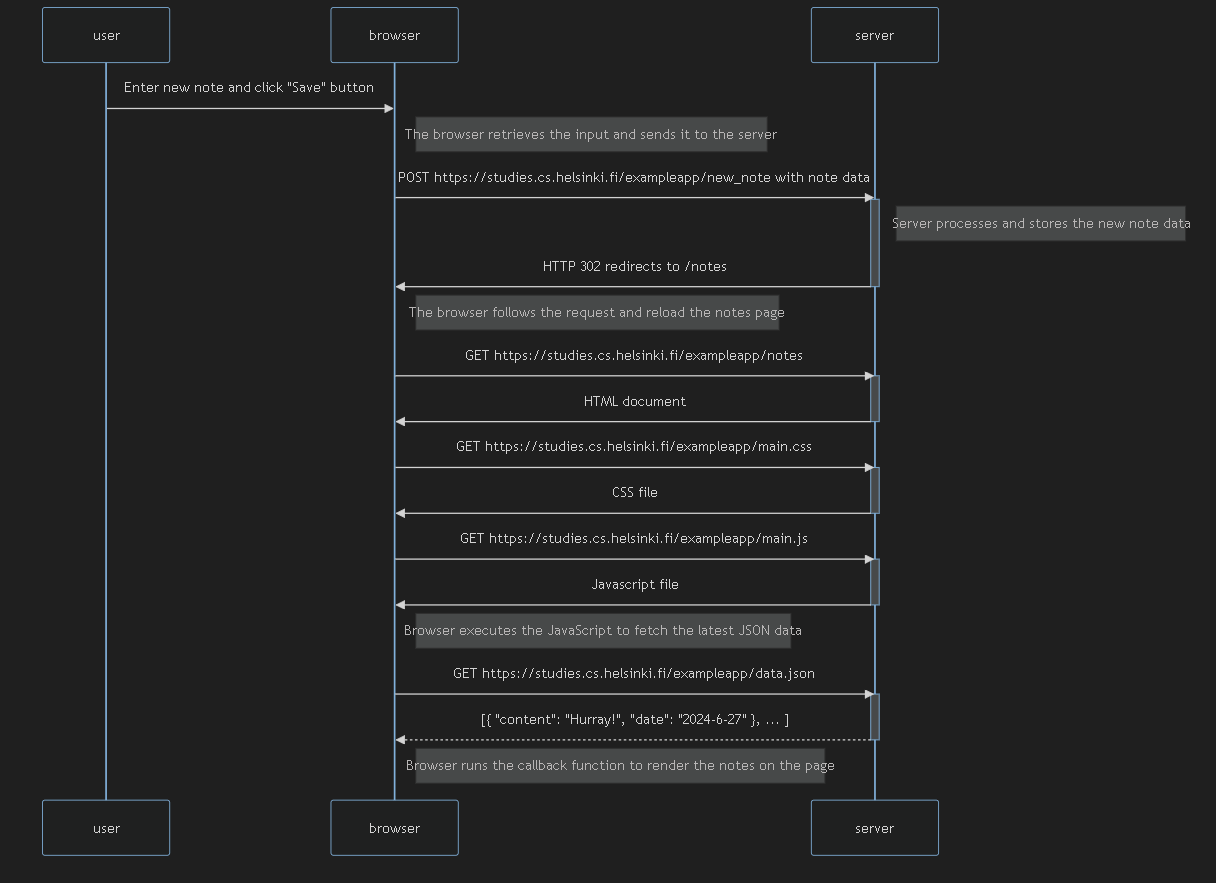 user
browser
server
Enter new note and click "Save" button
The browser retrieves the input and sends it to the server
POST https://studies.cs.helsinki.fi/exampleapp/new_note with note data
Server processes and stores the new note data
HTTP 302 redirects to /notes
The browser follows the request and reload the notes page
GET https://studies.cs.helsinki.fi/exampleapp/notes
HTML document
GET https://studies.cs.helsinki.fi/exampleapp/main.css
CSS file
GET https://studies.cs.helsinki.fi/exampleapp/main.js
Javascript file
Browser executes the JavaScript to fetch the latest JSON data
GET https://studies.cs.helsinki.fi/exampleapp/data.json
[{ "content": "Hurray!", "date": "2024-6-27" }, ... ]
Browser runs the callback function to render the notes on the page
user
browser
server